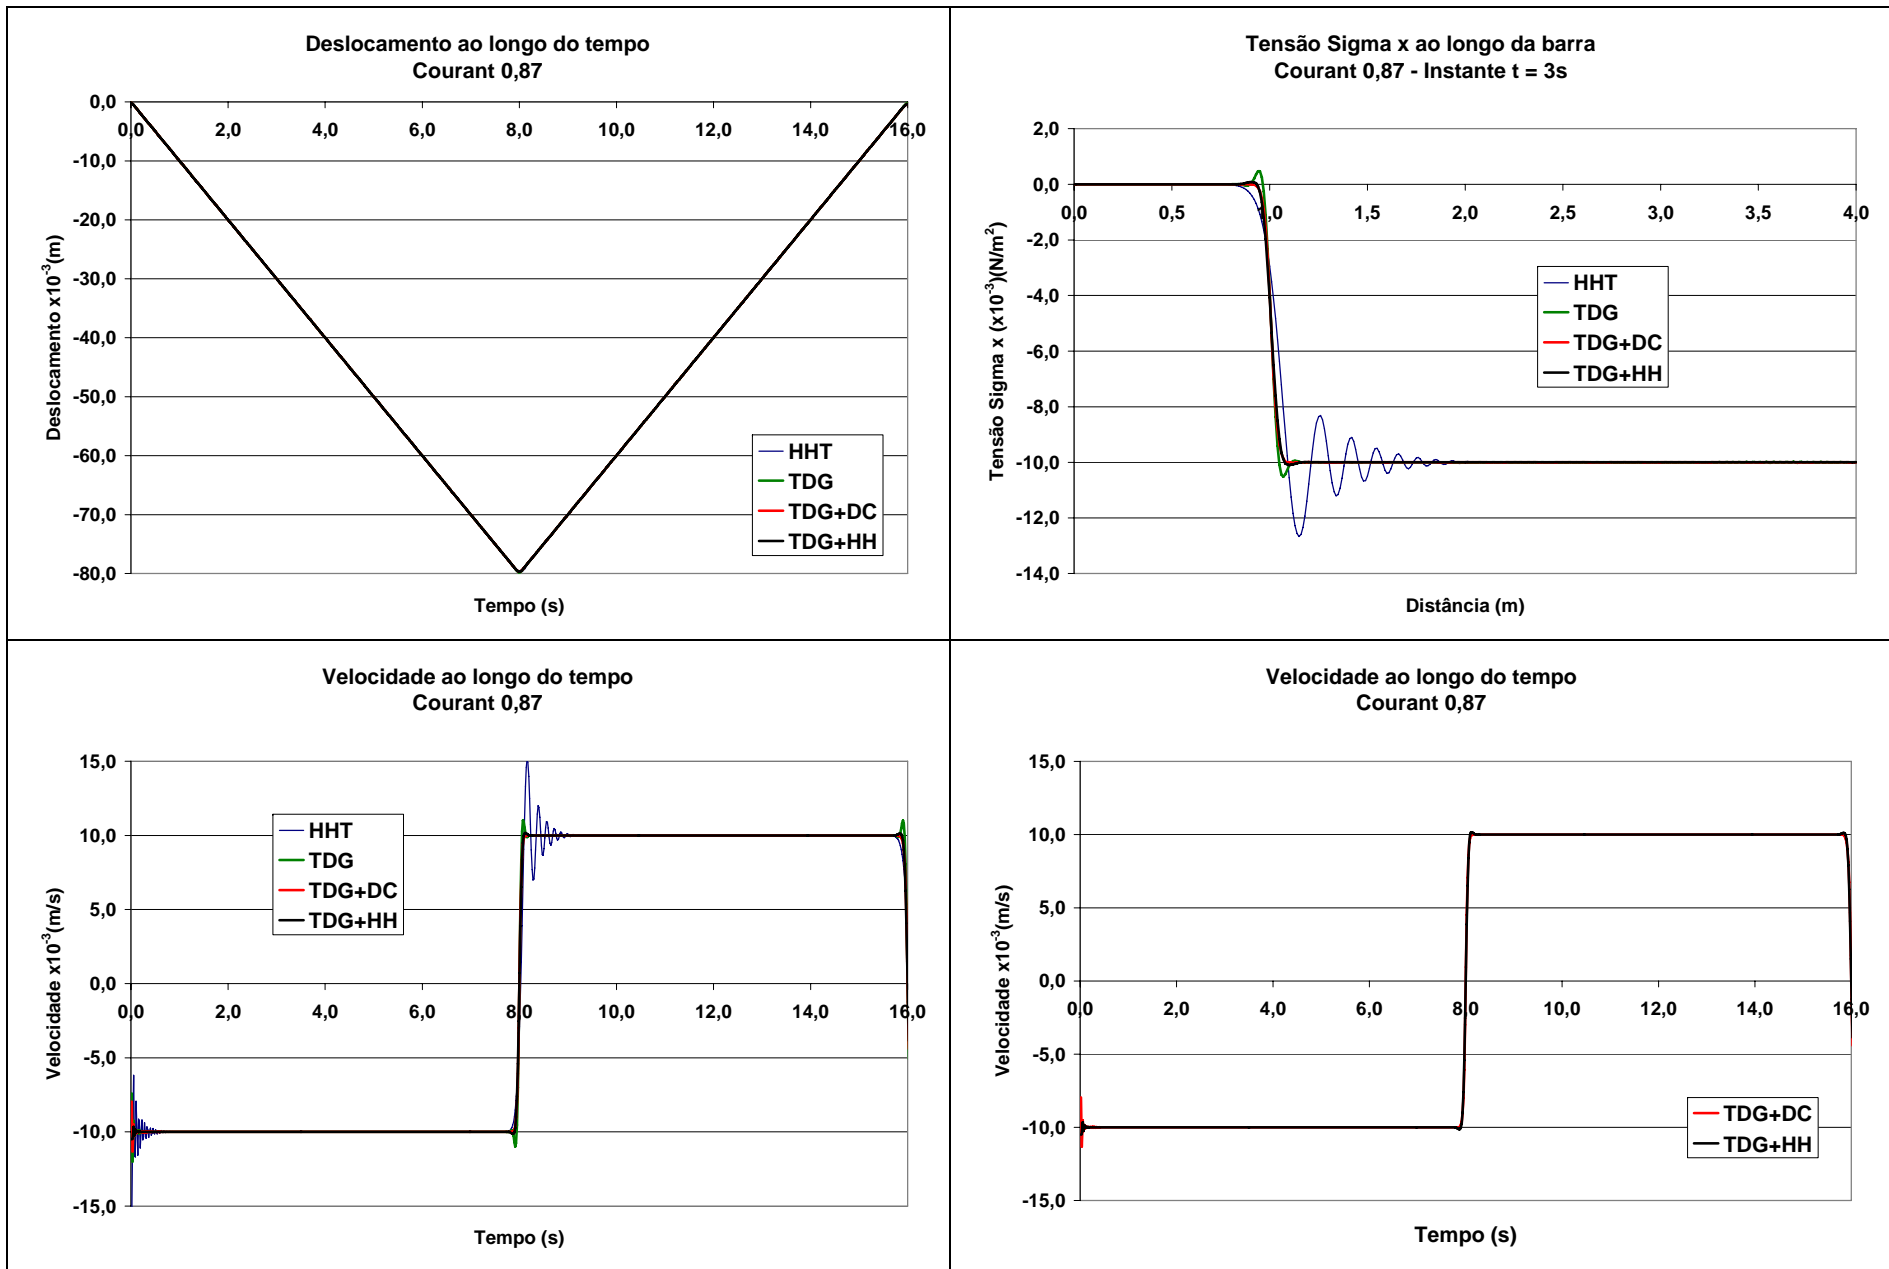 Deslocamento ao longo do tempo
Courant 0,87
0,0
-10,0
-20,0
-30,0
-40,0
-50,0
-60,0
-70,0
-80,0
0,0 2,0 4,0 6,0 8,0 10,0 12,0 14,0 16,0
Deslocamento x10⁻³(m)
HHT
TDG
TDG+DC
TDG+HH
Tempo (s)
Tensão Sigma x ao longo da barra
Courant 0,87 - Instante t = 3s
2,0
0,0
-2,0
-4,0
-6,0
-8,0
-10,0
-12,0
-14,0
0,0 0,5 1,0 1,5 2,0 2,5 3,0 3,5 4,0
Tensão Sigma x (x10⁻³)(N/m²)
HHT
TDG
TDG+DC
TDG+HH
Distância (m)
Velocidade ao longo do tempo
Courant 0,87
15,0
10,0
5,0
0,0
-5,0
-10,0
-15,0
0,0 2,0 4,0 6,0 8,0 10,0 12,0 14,0 16,0
Velocidade x10⁻³(m/s)
HHT
TDG
TDG+DC
TDG+HH
Tempo (s)
Velocidade ao longo do tempo
Courant 0,87
15,0
10,0
5,0
0,0
-5,0
-10,0
-15,0
0,0 2,0 4,0 6,0 8,0 10,0 12,0 14,0 16,0
Velocidade x10⁻³(m/s)
TDG+DC
TDG+HH
Tempo (s)